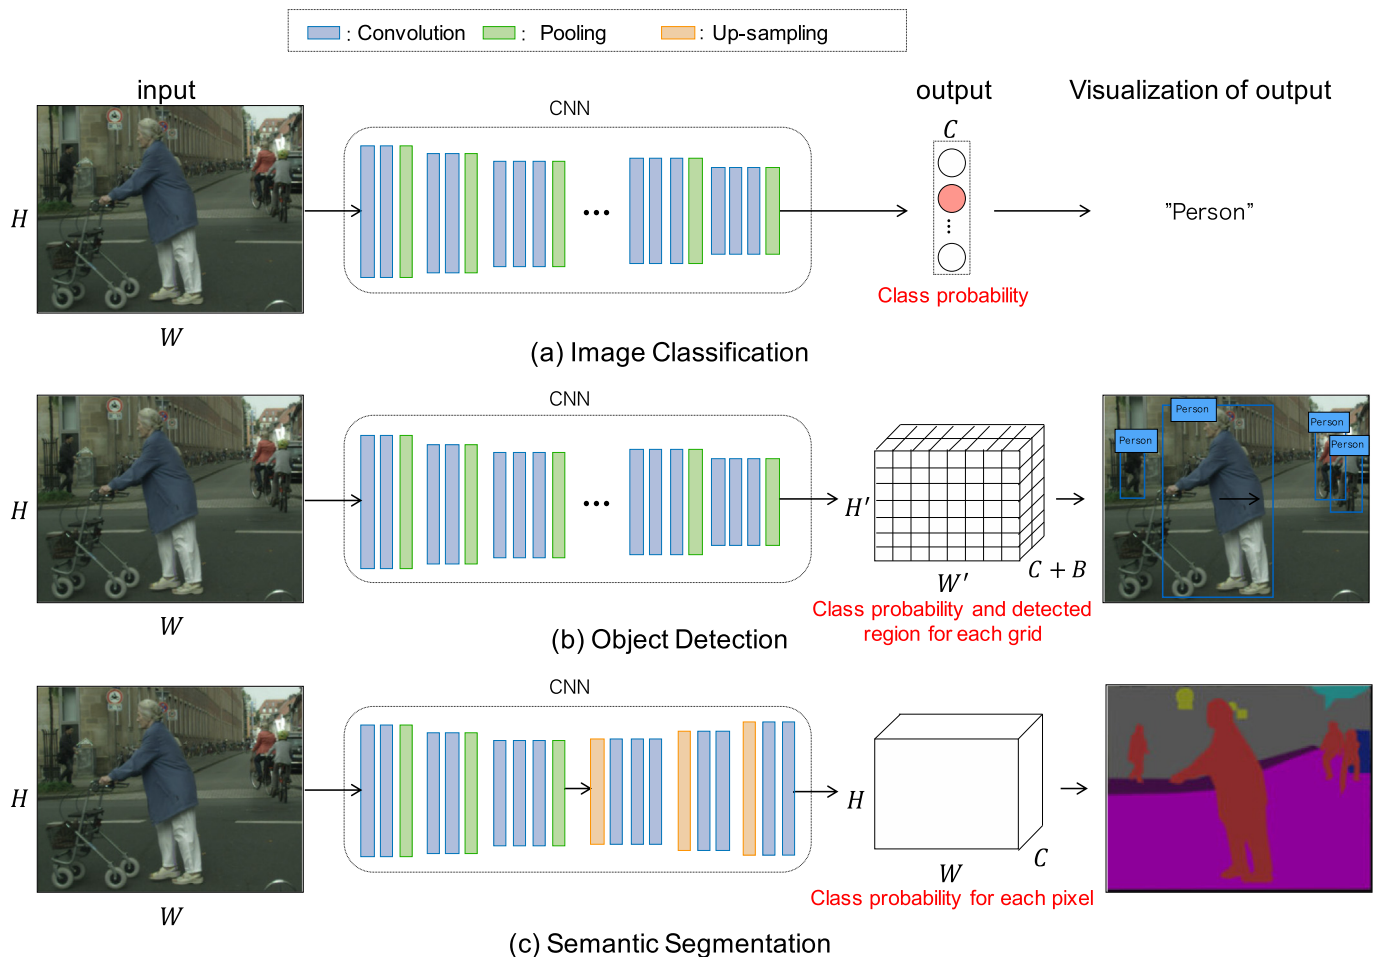 : Convolution : Pooling : Up-sampling
input output Visualization of output
CNN
C
H
”Person”
Class probability
W
(a) Image Classification
CNN
Person
Person
Person
Person
H
H′
C + B
W′
Class probability and detected
region for each grid
W
(b) Object Detection
CNN
H
H
C
W
Class probability for each pixel
W
(c) Semantic Segmentation